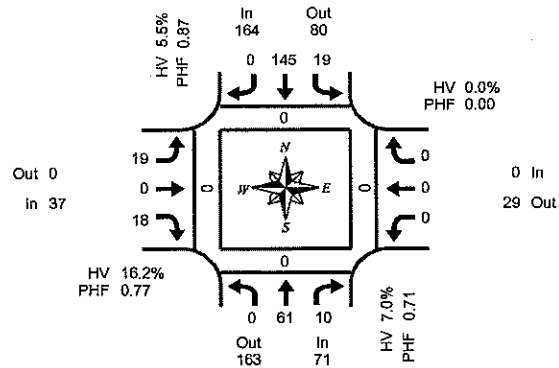 In Out
164 80
HV 5.5%
PHF 0.87
0 145 19
HV 0.0%
PHF 0.00
0
19 0
Out 0 0 In
0 0 N 0 0
W E
In 37 29 Out
18 S 0
0
HV 16.2%
PHF 0.77
HV 7.0%
PHF 0.71
0 61 10
Out In
163 71